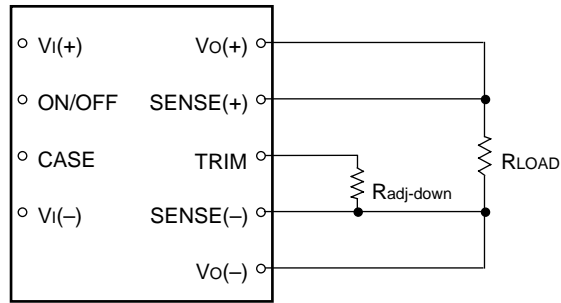 VI(+) VO(+)
ON/OFF SENSE(+)
CASE TRIM
RLOAD
Radj-down
VI(–) SENSE(–)
VO(–)